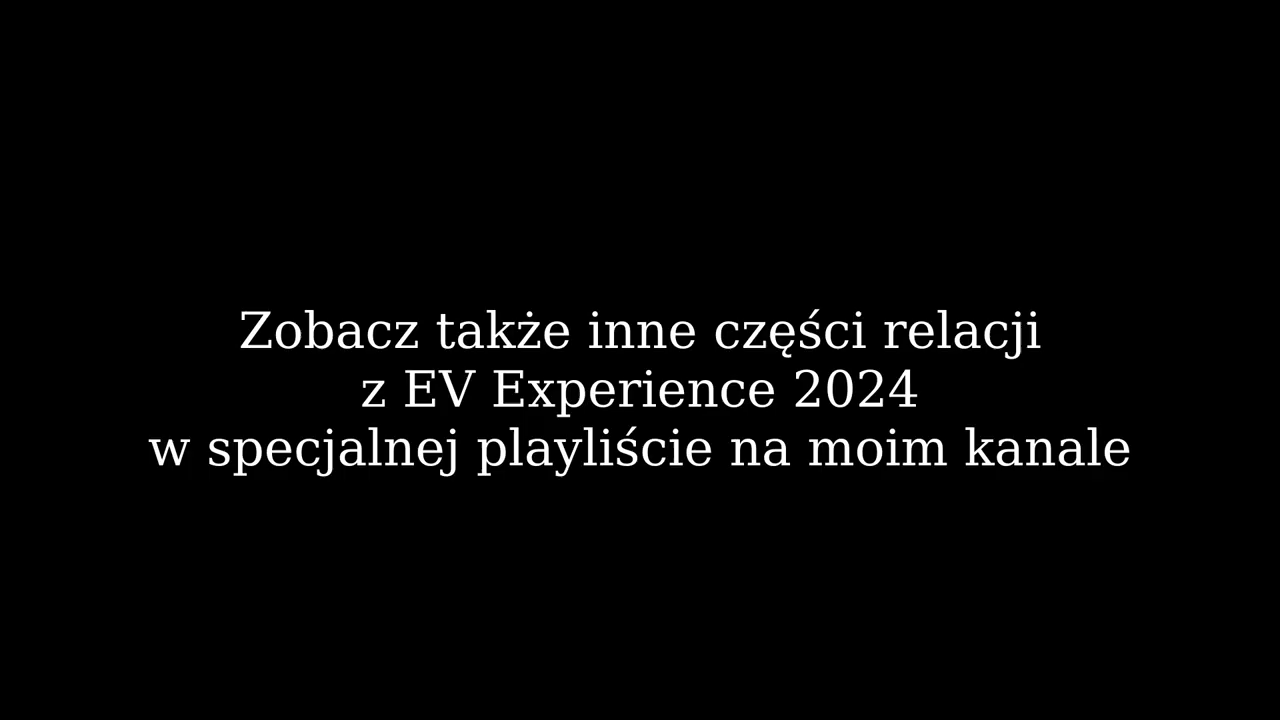 Zobacz także inne części relacji
z EV Experience 2024
w specjalnej playliście na moim kanale